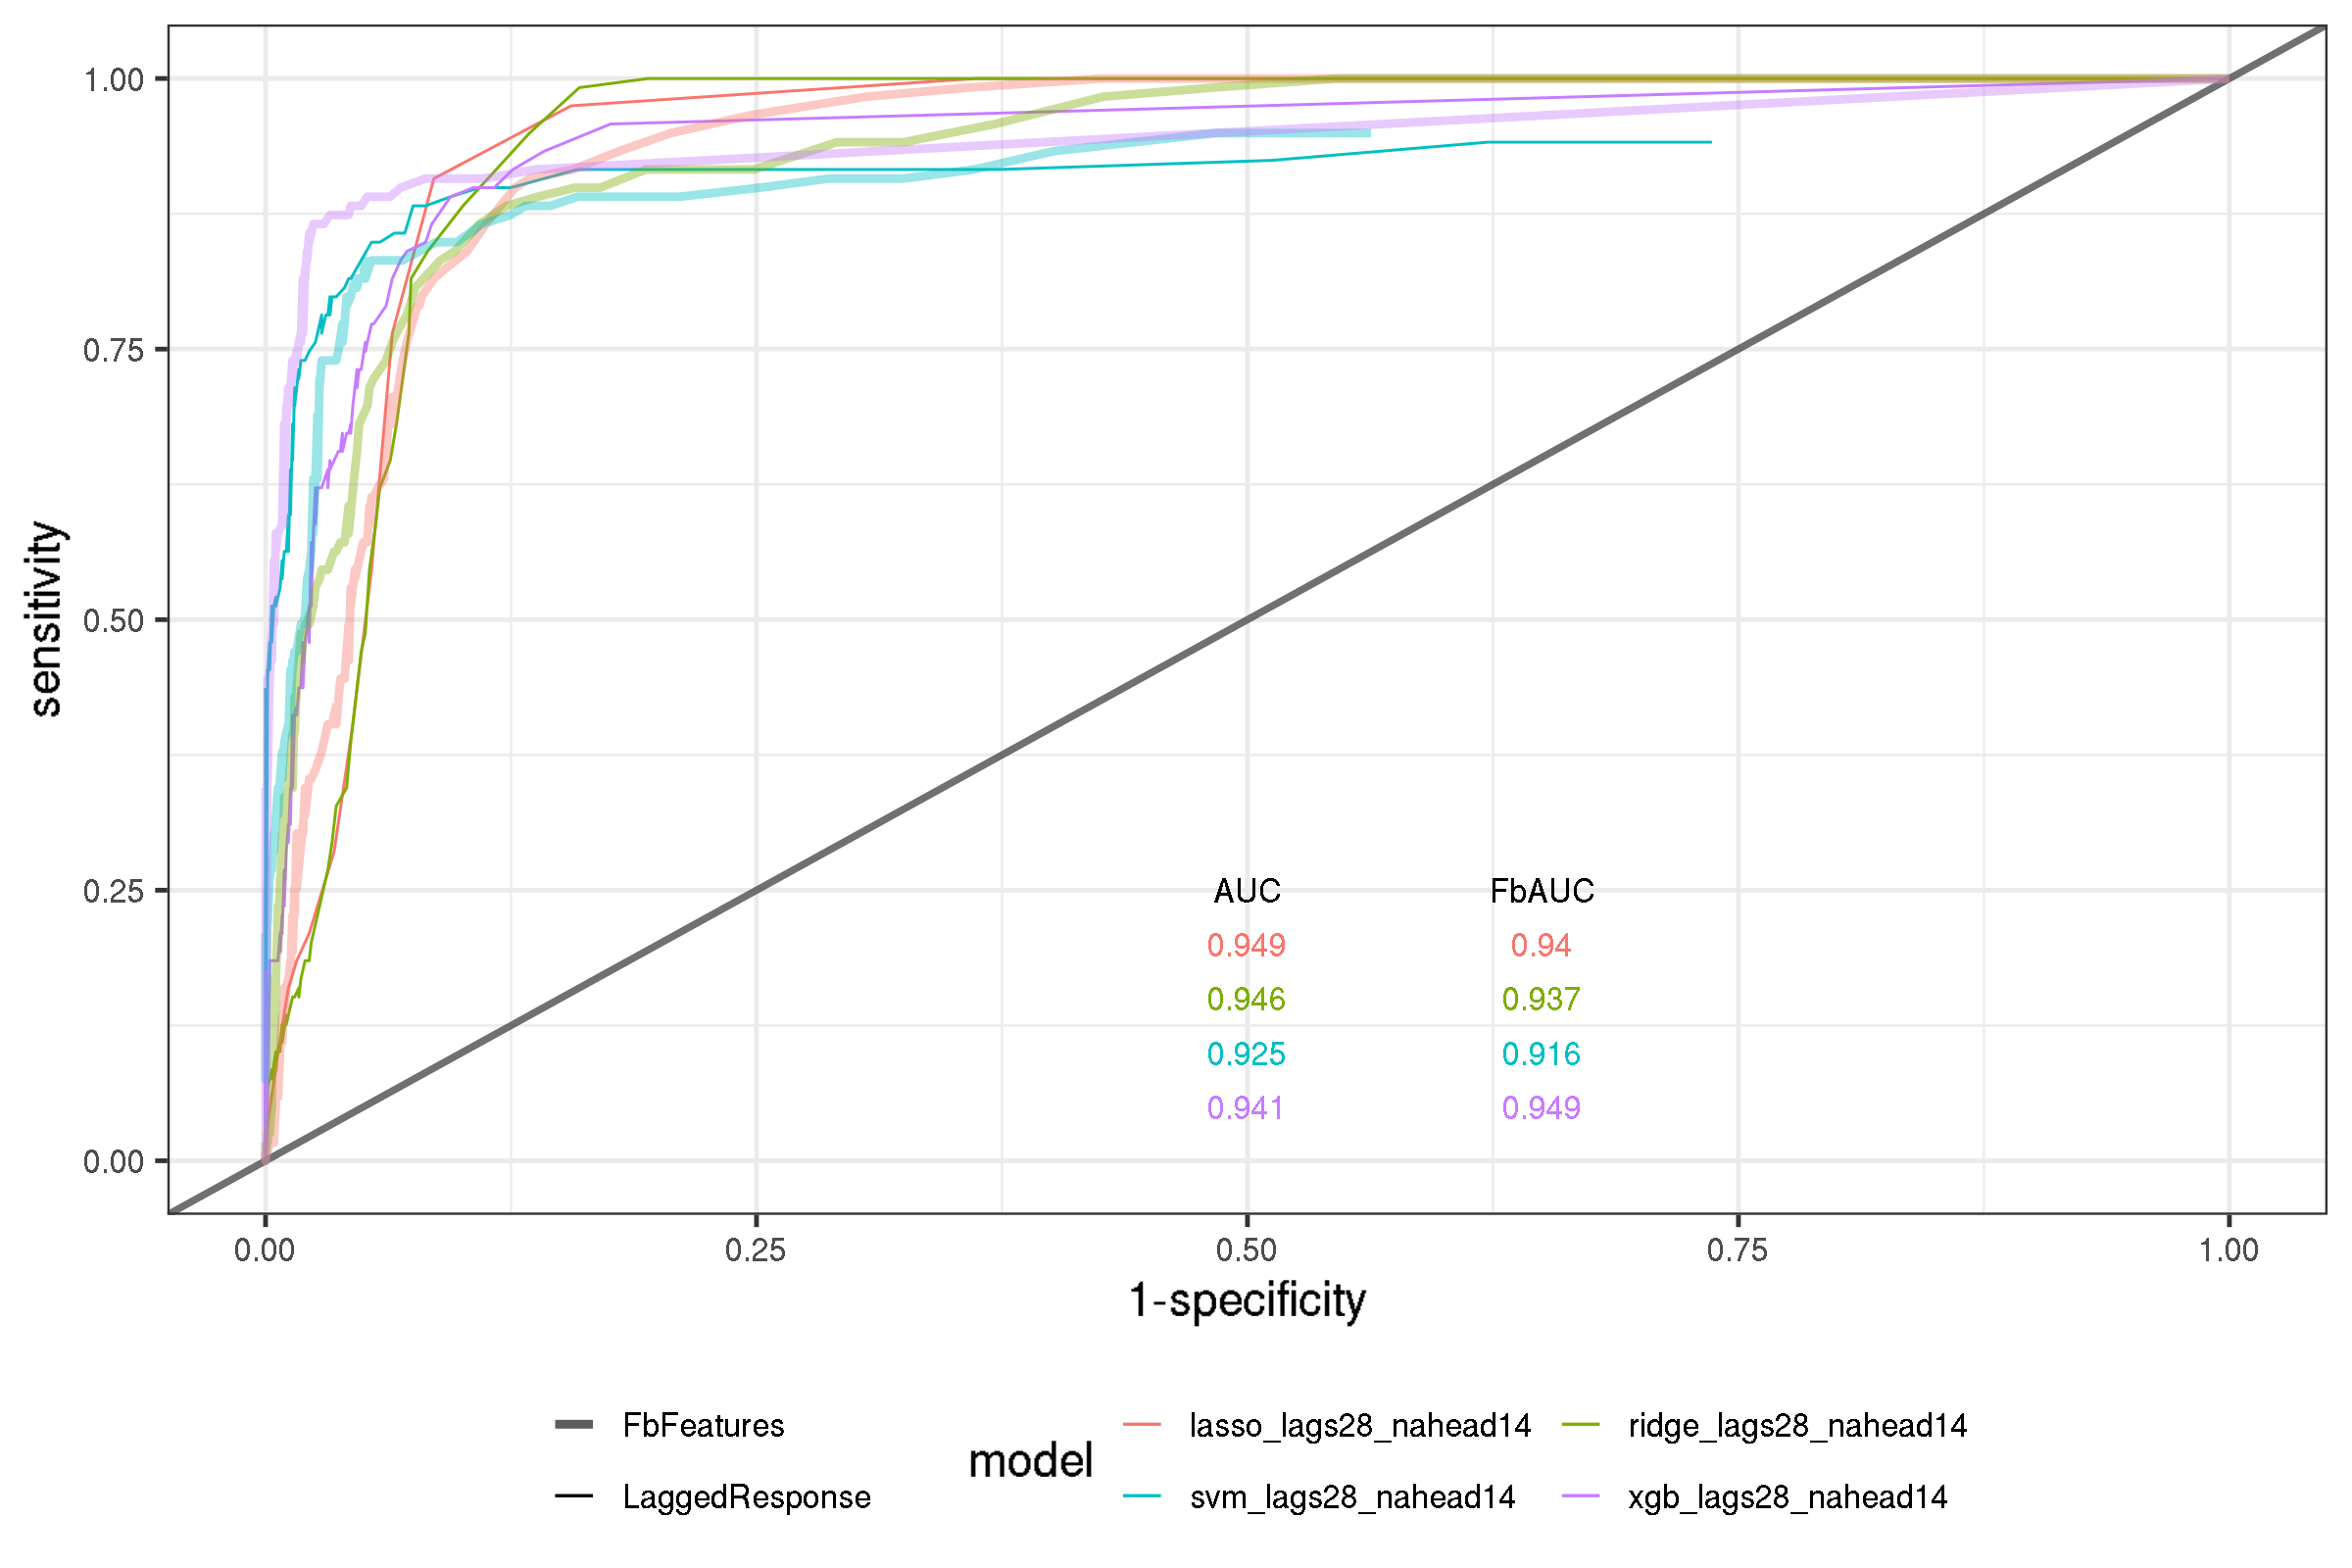 1.00
0.75
0.50
0.25
0.00
sensitivity
AUC FbAUC
0.949 0.94
0.946 0.937
0.925 0.916
0.941 0.949
0.00 0.25 0.50 0.75 1.00
1-specificity
FbFeatures
LaggedResponse
model
lasso_lags28_nahead14 ridge_lags28_nahead14
svm_lags28_nahead14 xgb_lags28_nahead14